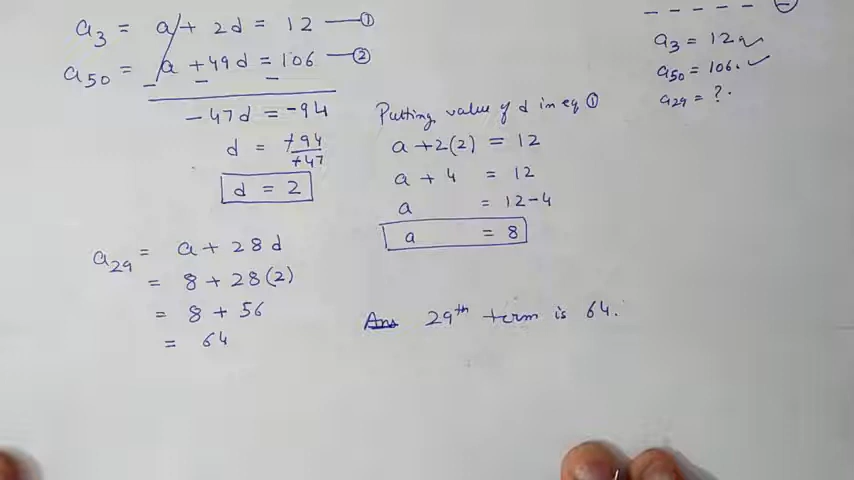 a3 = a + 2d = 12 —①
a50 = a + 49d = 106 —②
— — —
-47d = -94
d = +94/+47
d = 2
Putting value of d in eq ①
a + 2(2) = 12
a + 4 = 12
a = 12-4
a = 8
a29 = a + 28d
= 8 + 28(2)
= 8 + 56
= 64
Ans 29th term is 64.
a3 = 12
a50 = 106.
a29 = ?.